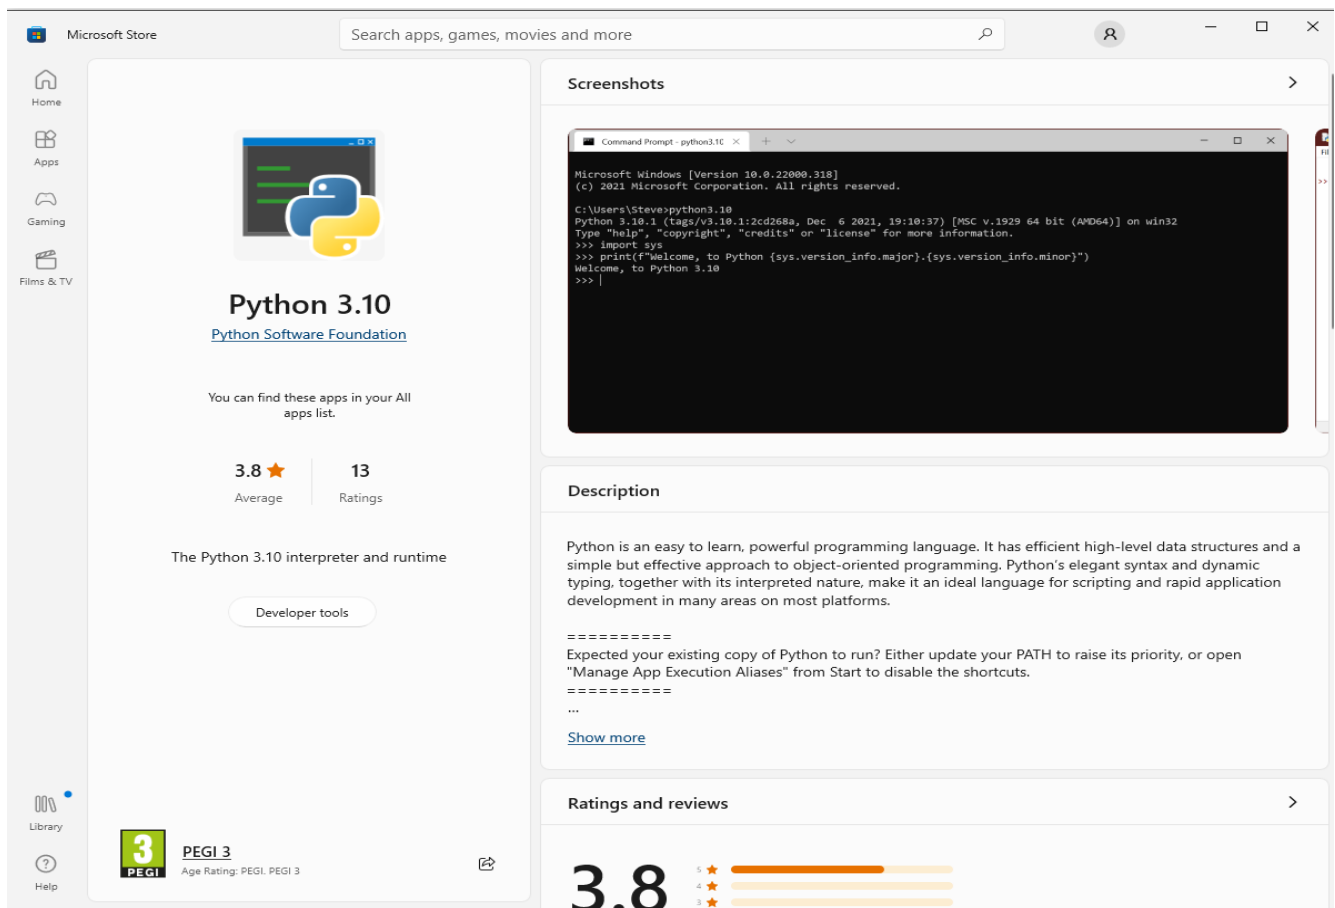 Microsoft Store
Search apps, games, movies and more
Home
Apps
Gaming
Films & TV
Library
Help
Python 3.10
Python Software Foundation
You can find these apps in your All
apps list.
3.8
13
Average
Ratings
The Python 3.10 interpreter and runtime
Developer tools
3
PEGI
PEGI 3
Age Rating: PEGI. PEGI 3
Screenshots
Command Prompt - python3.10
Microsoft Windows [Version 10.0.22000.318]
(c) 2021 Microsoft Corporation. All rights reserved.
C:\Users\Steve>python3.10
Python 3.10.1 (tags/v3.10.1:2cd268a, Dec  6 2021, 19:10:37) [MSC v.1929 64 bit (AMD64)] on win32
Type "help", "copyright", "credits" or "license" for more information.
>>> import sys
>>> print(f"Welcome, to Python {sys.version_info.major}.{sys.version_info.minor}")
Welcome, to Python 3.10
>>>
Fil
>>
Description
Python is an easy to learn, powerful programming language. It has efficient high-level data structures and a
simple but effective approach to object-oriented programming. Python's elegant syntax and dynamic
typing, together with its interpreted nature, make it an ideal language for scripting and rapid application
development in many areas on most platforms.
==========
Expected your existing copy of Python to run? Either update your PATH to raise its priority, or open
"Manage App Execution Aliases" from Start to disable the shortcuts.
==========
...
Show more
Ratings and reviews
3.8
5
4
3